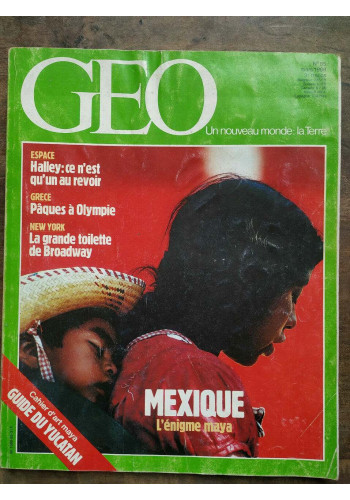 GEO
Un nouveau monde: la Terre
ESPACE
Halley: ce n'est
qu'un au revoir
GRECE
Pâques à Olympie
NEW YORK
La grande toilette
de Broadway
MEXIQUE
L'énigme maya
Cahier d'art maya
GUIDE DU YUCATAN